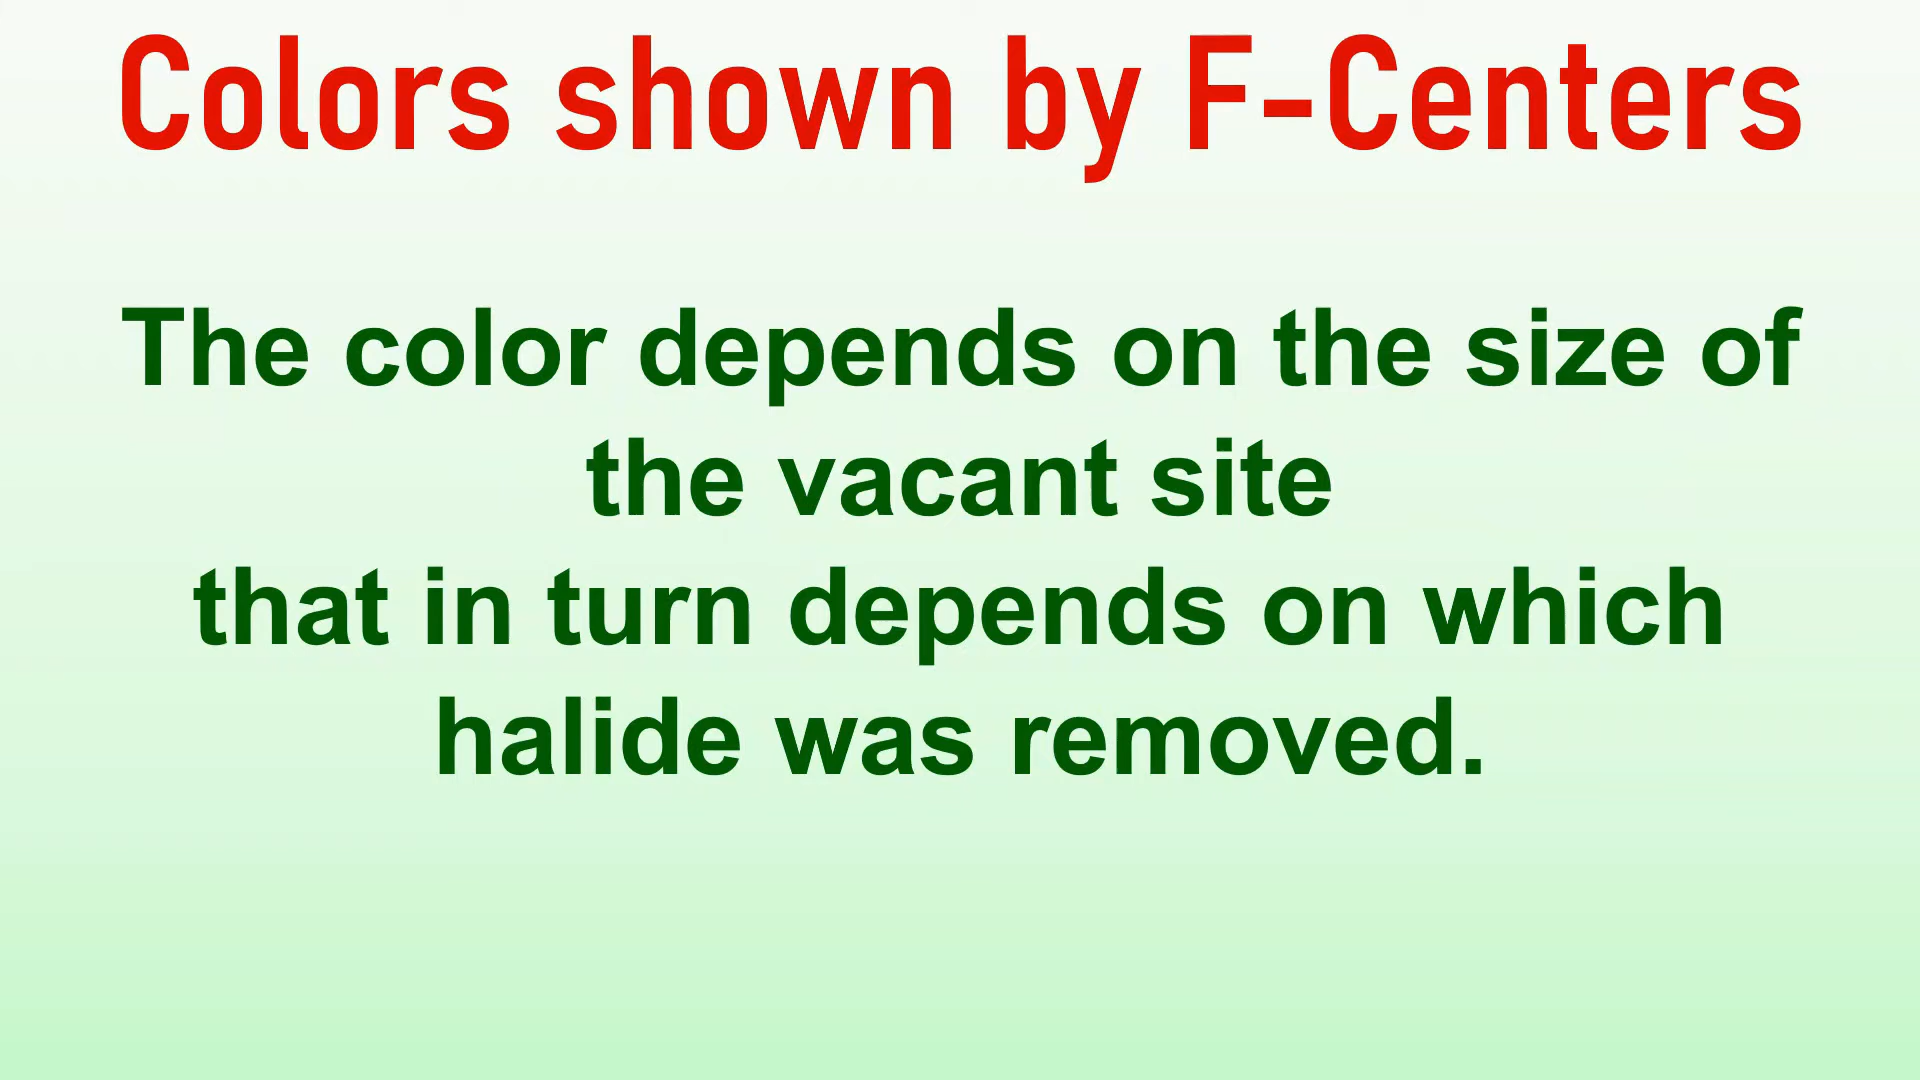 Colors shown by F-Centers
The color depends on the size of
the vacant site
that in turn depends on which
halide was removed.